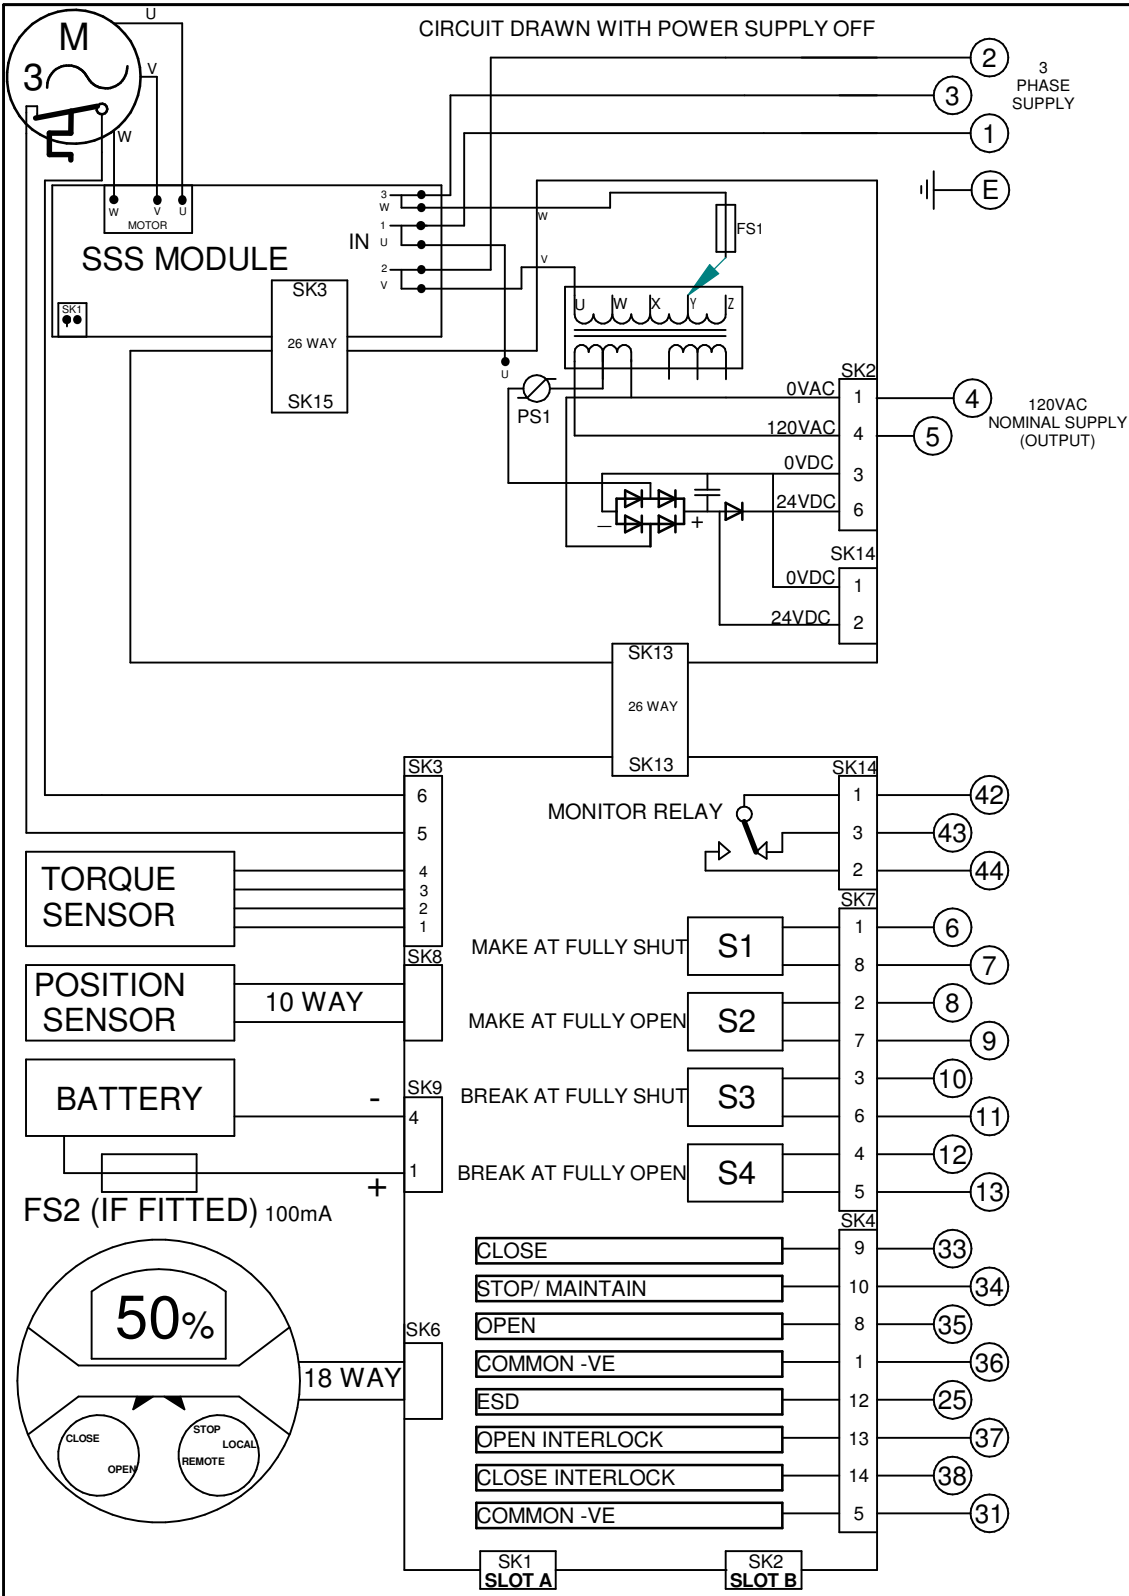 CIRCUIT DRAWN WITH POWER SUPPLY OFF
U
M
3
V
W
2
3
1
E
3
PHASE
SUPPLY
W V U
MOTOR
SSS MODULE
IN
3
W
1
U
2
V
W
V
U
FS1
SK1
SK3
26 WAY
SK15
U W X Y Z
PS1
SK2
0VAC 1 4
120VAC 4 5
120VAC
NOMINAL SUPPLY
(OUTPUT)
0VDC 3
24VDC 6
— +
SK14
0VDC 1
24VDC 2
SK13
26 WAY
SK13
SK3
6
5
4
3
2
1
TORQUE
SENSOR
SK8
POSITION
SENSOR
10 WAY
SK9
BATTERY
- 4
+ 1
FS2 (IF FITTED) 100mA
50%
CLOSE
OPEN
STOP
LOCAL
REMOTE
18 WAY
SK6
MONITOR RELAY
SK14
1 42
3 43
2 44
SK7
MAKE AT FULLY SHUT S1
1 6
8 7
MAKE AT FULLY OPEN S2
2 8
7 9
BREAK AT FULLY SHUT S3
3 10
6 11
BREAK AT FULLY OPEN S4
4 12
5 13
SK4
CLOSE 9 33
STOP/ MAINTAIN 10 34
OPEN 8 35
COMMON -VE 1 36
ESD 12 25
OPEN INTERLOCK 13 37
CLOSE INTERLOCK 14 38
COMMON -VE 5 31
SK1
SLOT A
SK2
SLOT B